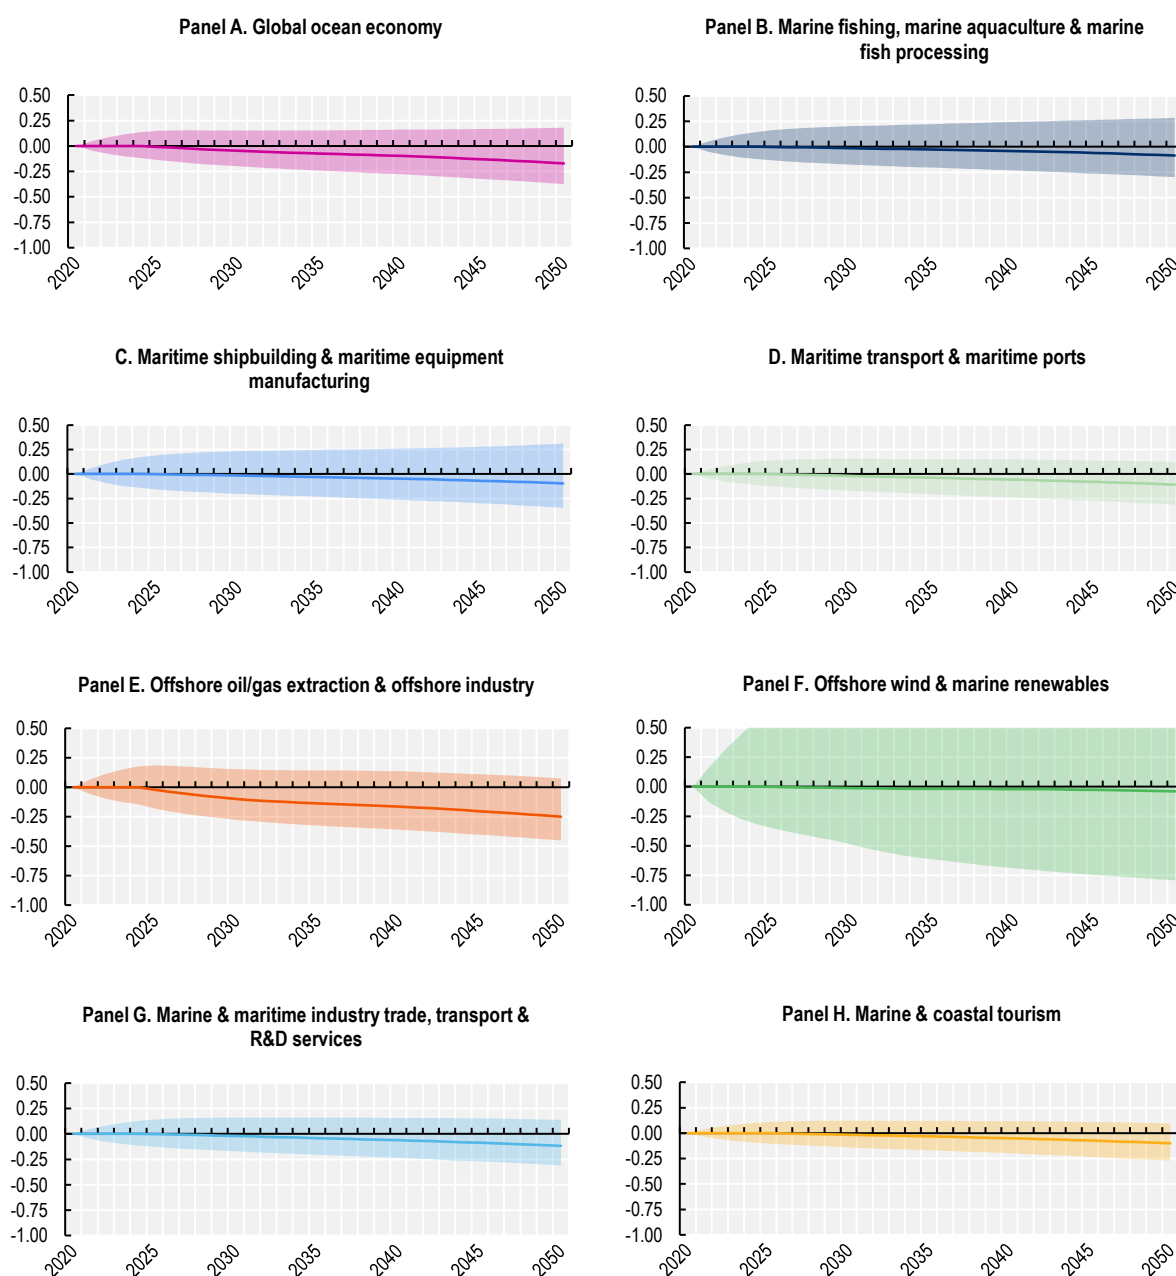 Panel A. Global ocean economy
0.50
0.25
0.00
-0.25
-0.50
-0.75
-1.00
2020 2025 2030 2035 2040 2045 2050
Panel B. Marine fishing, marine aquaculture & marine
fish processing
0.50
0.25
0.00
-0.25
-0.50
-0.75
-1.00
2020 2025 2030 2035 2040 2045 2050
C. Maritime shipbuilding & maritime equipment
manufacturing
0.50
0.25
0.00
-0.25
-0.50
-0.75
-1.00
2020 2025 2030 2035 2040 2045 2050
D. Maritime transport & maritime ports
0.50
0.25
0.00
-0.25
-0.50
-0.75
-1.00
2020 2025 2030 2035 2040 2045 2050
Panel E. Offshore oil/gas extraction & offshore industry
0.50
0.25
0.00
-0.25
-0.50
-0.75
-1.00
2020 2025 2030 2035 2040 2045 2050
Panel F. Offshore wind & marine renewables
0.50
0.25
0.00
-0.25
-0.50
-0.75
-1.00
2020 2025 2030 2035 2040 2045 2050
Panel G. Marine & maritime industry trade, transport &
R&D services
0.50
0.25
0.00
-0.25
-0.50
-0.75
-1.00
2020 2025 2030 2035 2040 2045 2050
Panel H. Marine & coastal tourism
0.50
0.25
0.00
-0.25
-0.50
-0.75
-1.00
2020 2025 2030 2035 2040 2045 2050